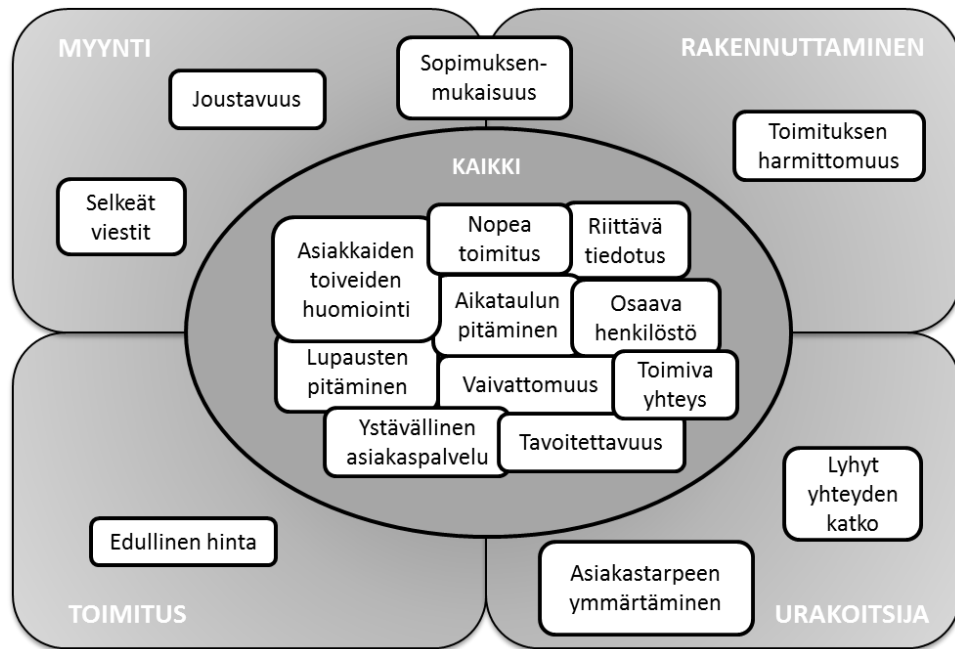 MYYNTI
RAKENNUTTAMINEN
Sopimuksen-
mukaisuus
Joustavuus
Toimituksen
harmittomuus
Selkeät
viestit
KAIKKI
Asiakkaiden
toiveiden
huomiointi
Nopea
toimitus
Riittävä
tiedotus
Aikataulun
pitäminen
Osaava
henkilöstö
Lupausten
pitäminen
Vaivattomuus
Toimiva
yhteys
Ystävällinen
asiakaspalvelu
Tavoitettavuus
Lyhyt
yhteyden
katko
Edullinen hinta
Asiakastarpeen
ymmärtäminen
TOIMITUS
URAKOITSIJA